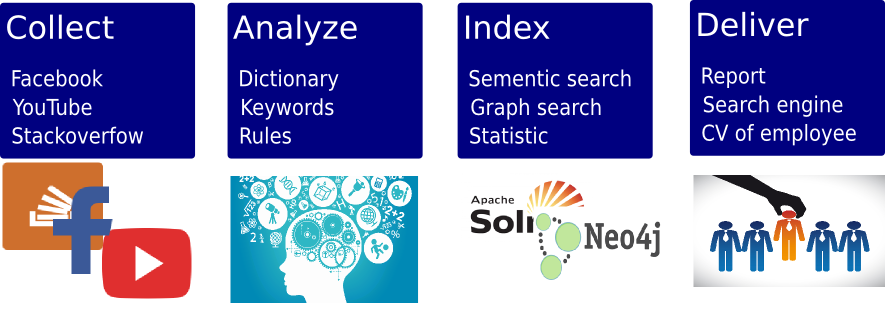 Collect
Facebook
YouTube
Stackoverfow
Analyze
Dictionary
Keywords
Rules
Index
Sementic search
Graph search
Statistic
Deliver
Report
Search engine
CV of employee
Apache
Solr
Neo4j